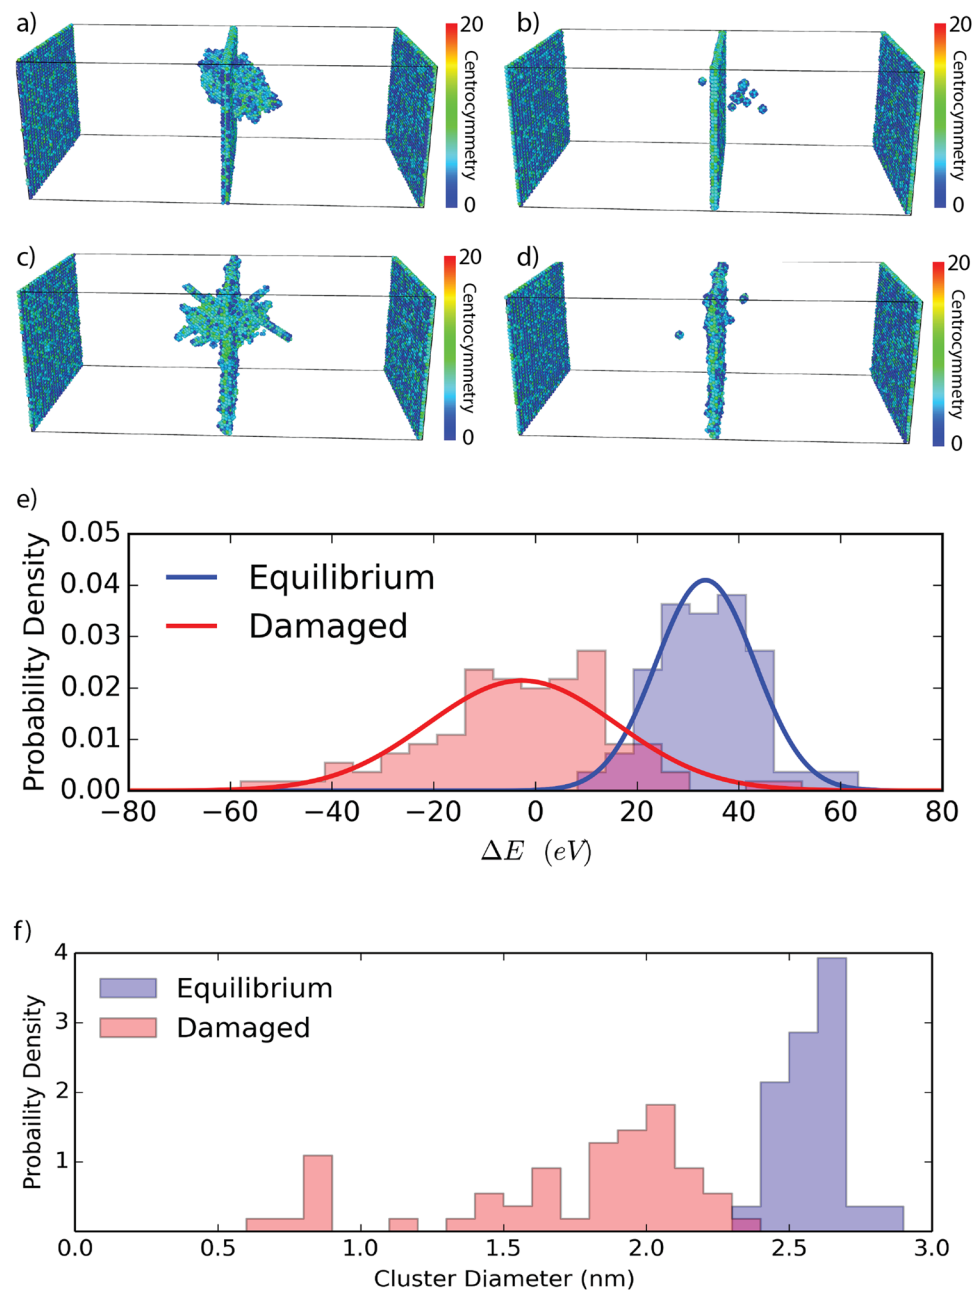 a)
20
Centrocymmetry
0
b)
20
Centrocymmetry
0
c)
20
Centrocymmetry
0
d)
20
Centrocymmetry
0
e)
Probability Density
0.05
0.04
0.03
0.02
0.01
0.00
Equilibrium
Damaged
−80 −60 −40 −20 0 20 40 60 80
ΔE (eV)
f)
Probaility Density
4
3
2
1
Equilibrium
Damaged
0.0 0.5 1.0 1.5 2.0 2.5 3.0
Cluster Diameter (nm)